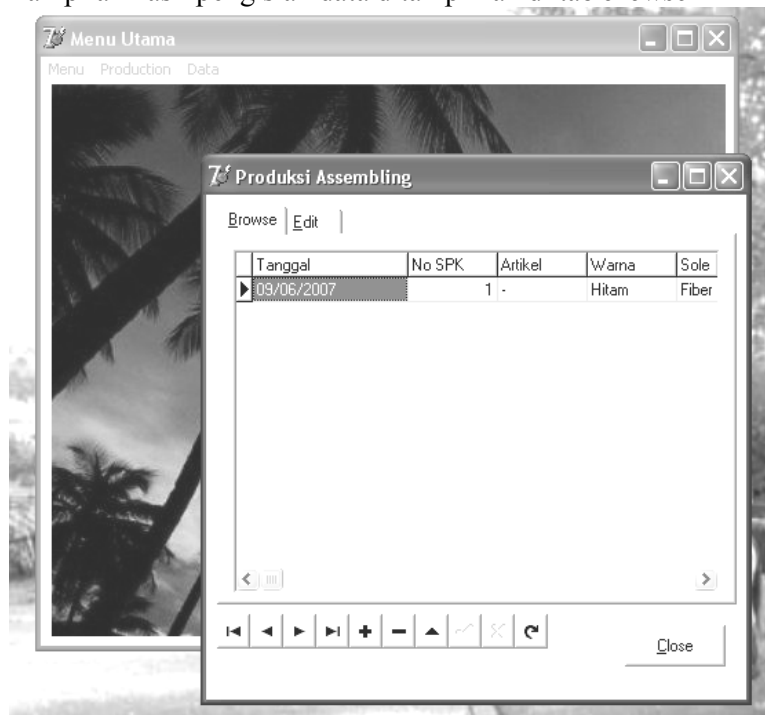 Menu Utama
Menu Production Data
Produksi Assembling
Browse Edit
Tanggal No SPK Artikel Warna Sole
09/06/2007 1 - Hitam Fiber
Close